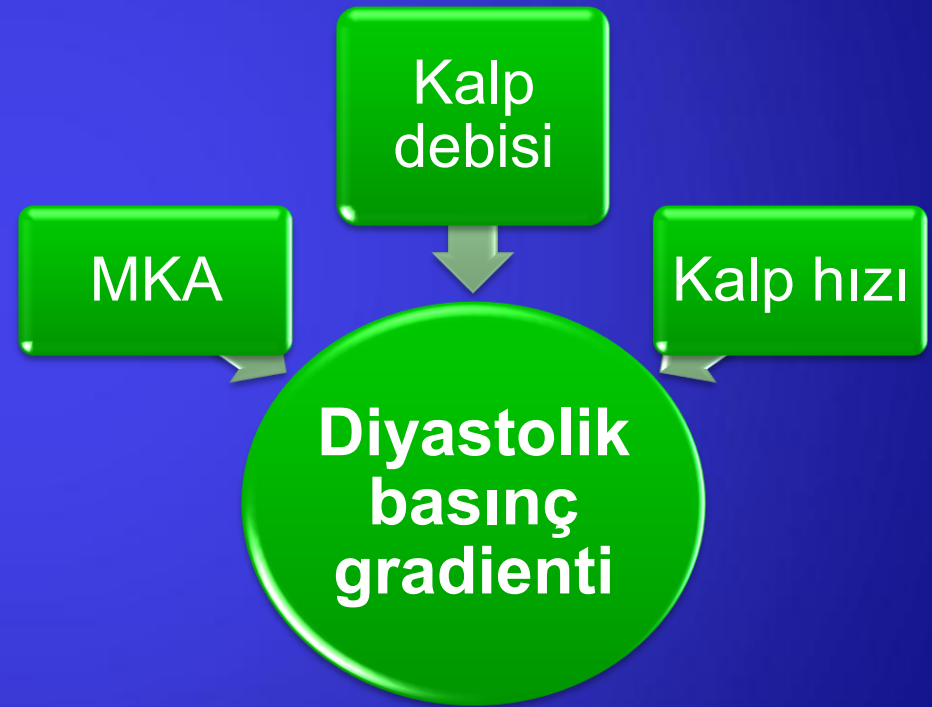 Kalp
debisi
MKA
Kalp hızı
Diyastolik
basınç
gradienti